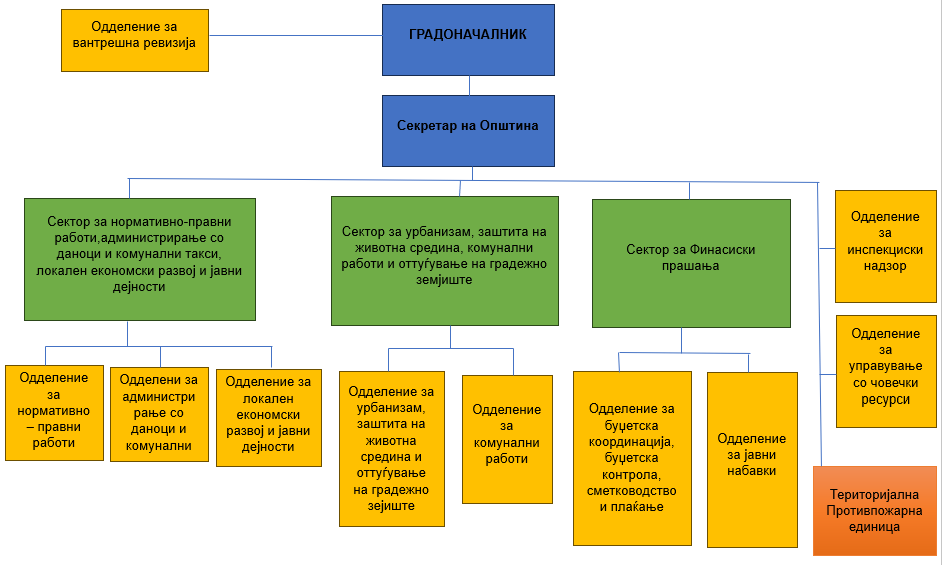 Одделение за
вантрешна ревизија
ГРАДОНАЧАЛНИК
Секретар на Општина
Сектор за нормативно-правни
работи,администрирање со
даноци и комунални такси,
локален економски развој и јавни
дејности
Сектор за урбанизам, заштита на
животна средина, комунални
работи и оттуѓување на градежно
земјиште
Сектор за Финасиски
прашања
Одделение
за
инспекциски
надзор
Одделение
за
управување
со човечки
ресурси
Територијална
Противпожарна
единица
Одделение
за
нормативно
– правни
работи
Одделени за
администри
рање со
даноци и
комунални
Одделение за
локален
економски
развој и јавни
дејности
Одделение за
урбанизам,
заштита на
животна
средина и
оттуѓување
на градежно
зејиште
Одделение
за
комунални
работи
Одделение за
буџетска
координација,
буџетска
контрола,
сметководство
и плаќање
Одделение
за јавни
набавки